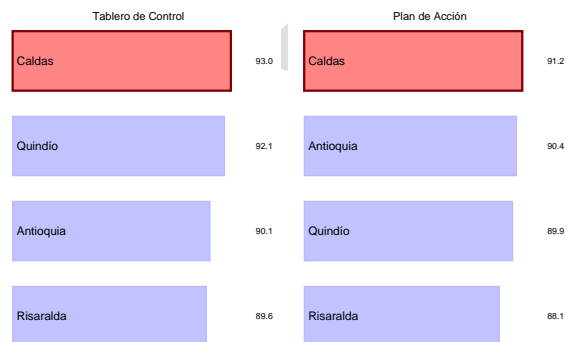 Tablero de Control
Caldas 93.0
Quindío 92.1
Antioquia 90.1
Risaralda 89.6
Plan de Acción
Caldas 91.2
Antioquia 90.4
Quindío 89.9
Risaralda 88.1